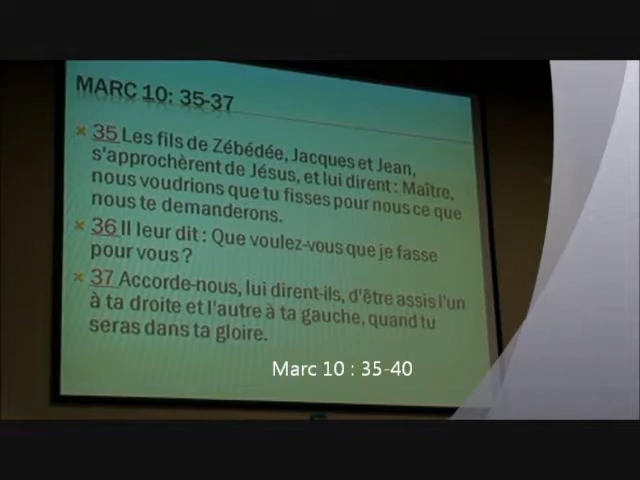 MARC 10: 35-37
35 Les fils de Zébédée, Jacques et Jean,
s'approchèrent de Jésus, et lui dirent : Maître,
nous voudrions que tu fisses pour nous ce que
nous te demanderons.
36 Il leur dit : Que voulez-vous que je fasse
pour vous ?
37 Accorde-nous, lui dirent-ils, d'être assis l'un
à ta droite et l'autre à ta gauche, quand tu
seras dans ta gloire.
Marc 10 : 35-40